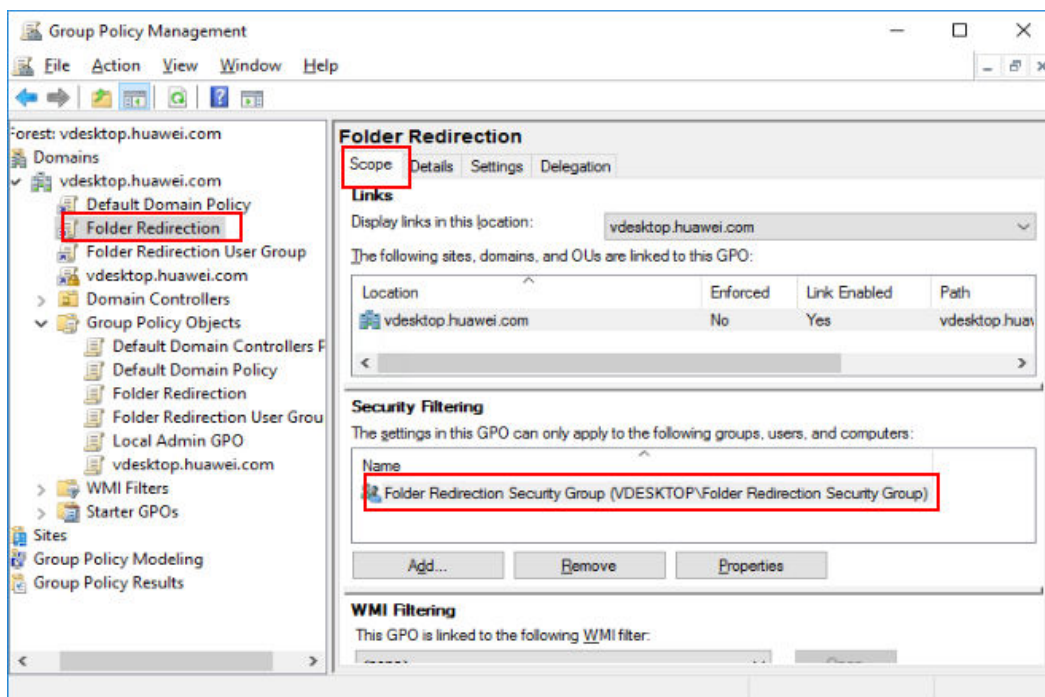 Group Policy Management
File Action View Window Help
Forest: vdesktop.huawei.com
Domains
vdesktop.huawei.com
Default Domain Policy
Folder Redirection
Folder Redirection User Group
vdesktop.huawei.com
Domain Controllers
Group Policy Objects
Default Domain Controllers P
Default Domain Policy
Folder Redirection
Folder Redirection User Grou
Local Admin GPO
vdesktop.huawei.com
WMI Filters
Starter GPOs
Sites
Group Policy Modeling
Group Policy Results
Folder Redirection
Scope Details Settings Delegation
Links
Display links in this location: vdesktop.huawei.com
The following sites, domains, and OUs are linked to this GPO:
Location Enforced Link Enabled Path
vdesktop.huawei.com No Yes vdesktop.huav
Security Filtering
The settings in this GPO can only apply to the following groups, users, and computers:
Name
Folder Redirection Security Group (VDESKTOP\Folder Redirection Security Group)
Add... Remove Properties
WMI Filtering
This GPO is linked to the following WMI filter: